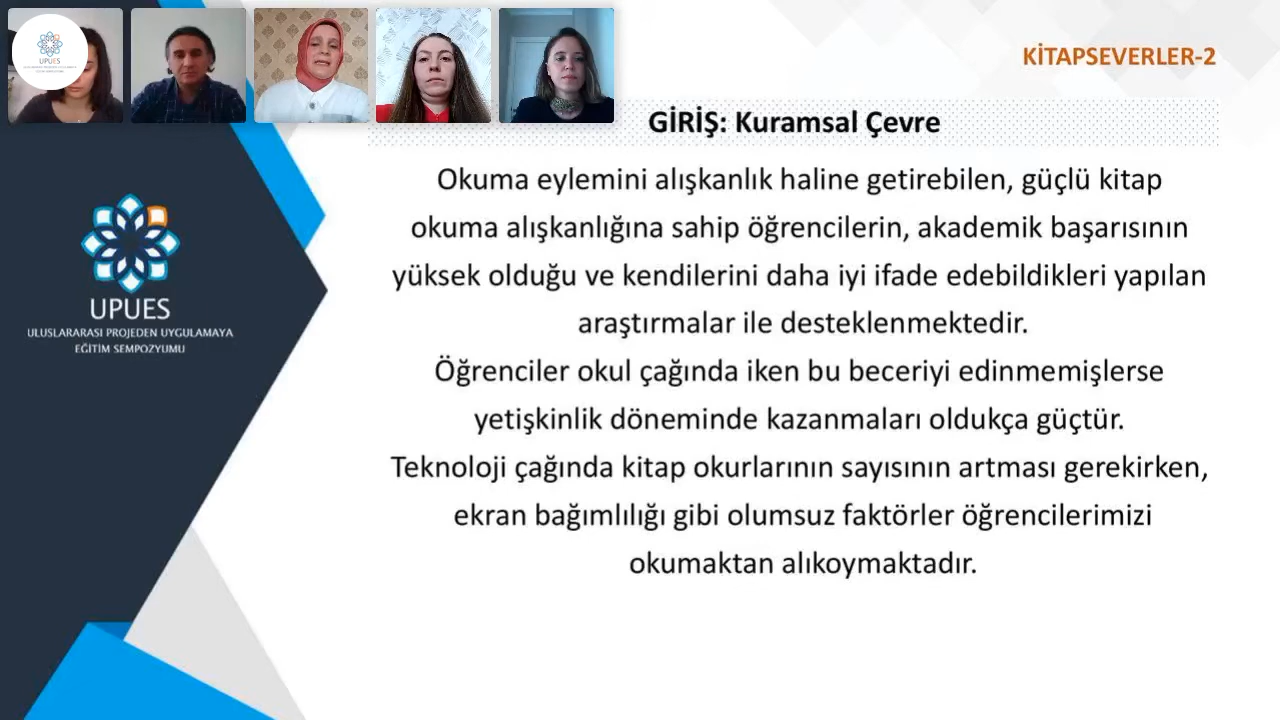 UPUES
KİTAPSEVERLER-2
GİRİŞ: Kuramsal Çevre
Okuma eylemini alışkanlık haline getirebilen, güçlü kitap
okuma alışkanlığına sahip öğrencilerin, akademik başarısının
yüksek olduğu ve kendilerini daha iyi ifade edebildikleri yapılan
araştırmalar ile desteklenmektedir.
Öğrenciler okul çağında iken bu beceriyi edinmemişlerse
yetişkinlik döneminde kazanmaları oldukça güçtür.
Teknoloji çağında kitap okurlarının sayısının artması gerekirken,
ekran bağımlılığı gibi olumsuz faktörler öğrencilerimizi
okumaktan alıkoymaktadır.
UPUES
ULUSLARARASI PROJEDEN UYGULAMAYA
EĞİTİM SEMPOZYUMU